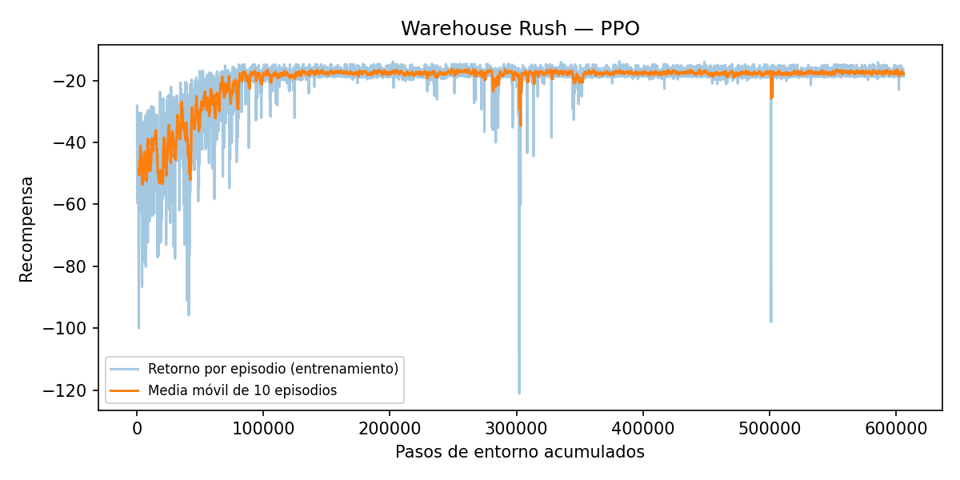 Warehouse Rush — PPO
Recompensa
−20
−40
−60
−80
−100
−120
Retorno por episodio (entrenamiento)
Media móvil de 10 episodios
0
100000
200000
300000
400000
500000
600000
Pasos de entorno acumulados